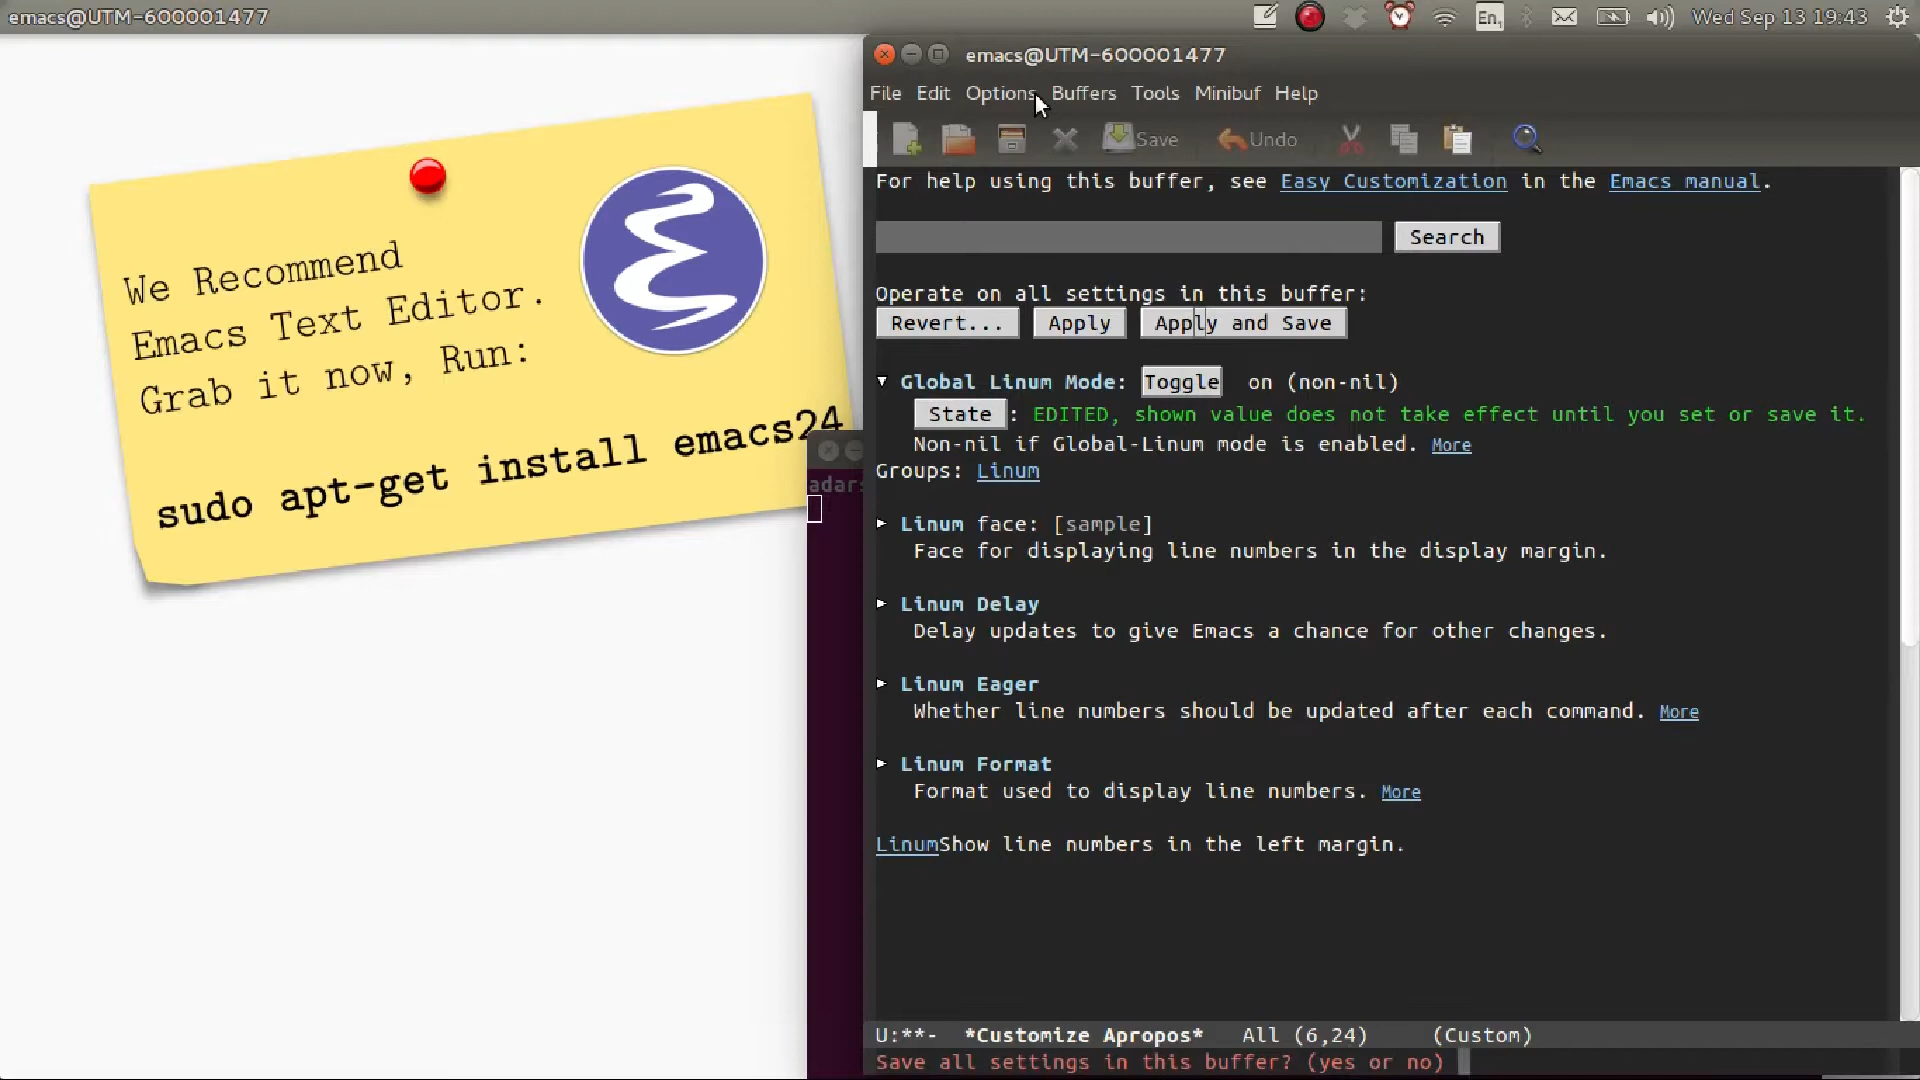 emacs@UTM-600001477
En1
Wed Sep 13 19:43
We Recommend
Emacs Text Editor.
Grab it now, Run:
sudo apt-get install emacs24
adars
emacs@UTM-600001477
File Edit Options Buffers Tools Minibuf Help
Save Undo
For help using this buffer, see Easy Customization in the Emacs manual.
Search
Operate on all settings in this buffer:
Revert... Apply Apply and Save
Global Linum Mode: Toggle on (non-nil)
State : EDITED, shown value does not take effect until you set or save it.
Non-nil if Global-Linum mode is enabled. More
Groups: Linum
Linum face: [sample]
Face for displaying line numbers in the display margin.
Linum Delay
Delay updates to give Emacs a chance for other changes.
Linum Eager
Whether line numbers should be updated after each command. More
Linum Format
Format used to display line numbers. More
LinumShow line numbers in the left margin.
U:**- *Customize Apropos* All (6,24) (Custom)
Save all settings in this buffer? (yes or no)